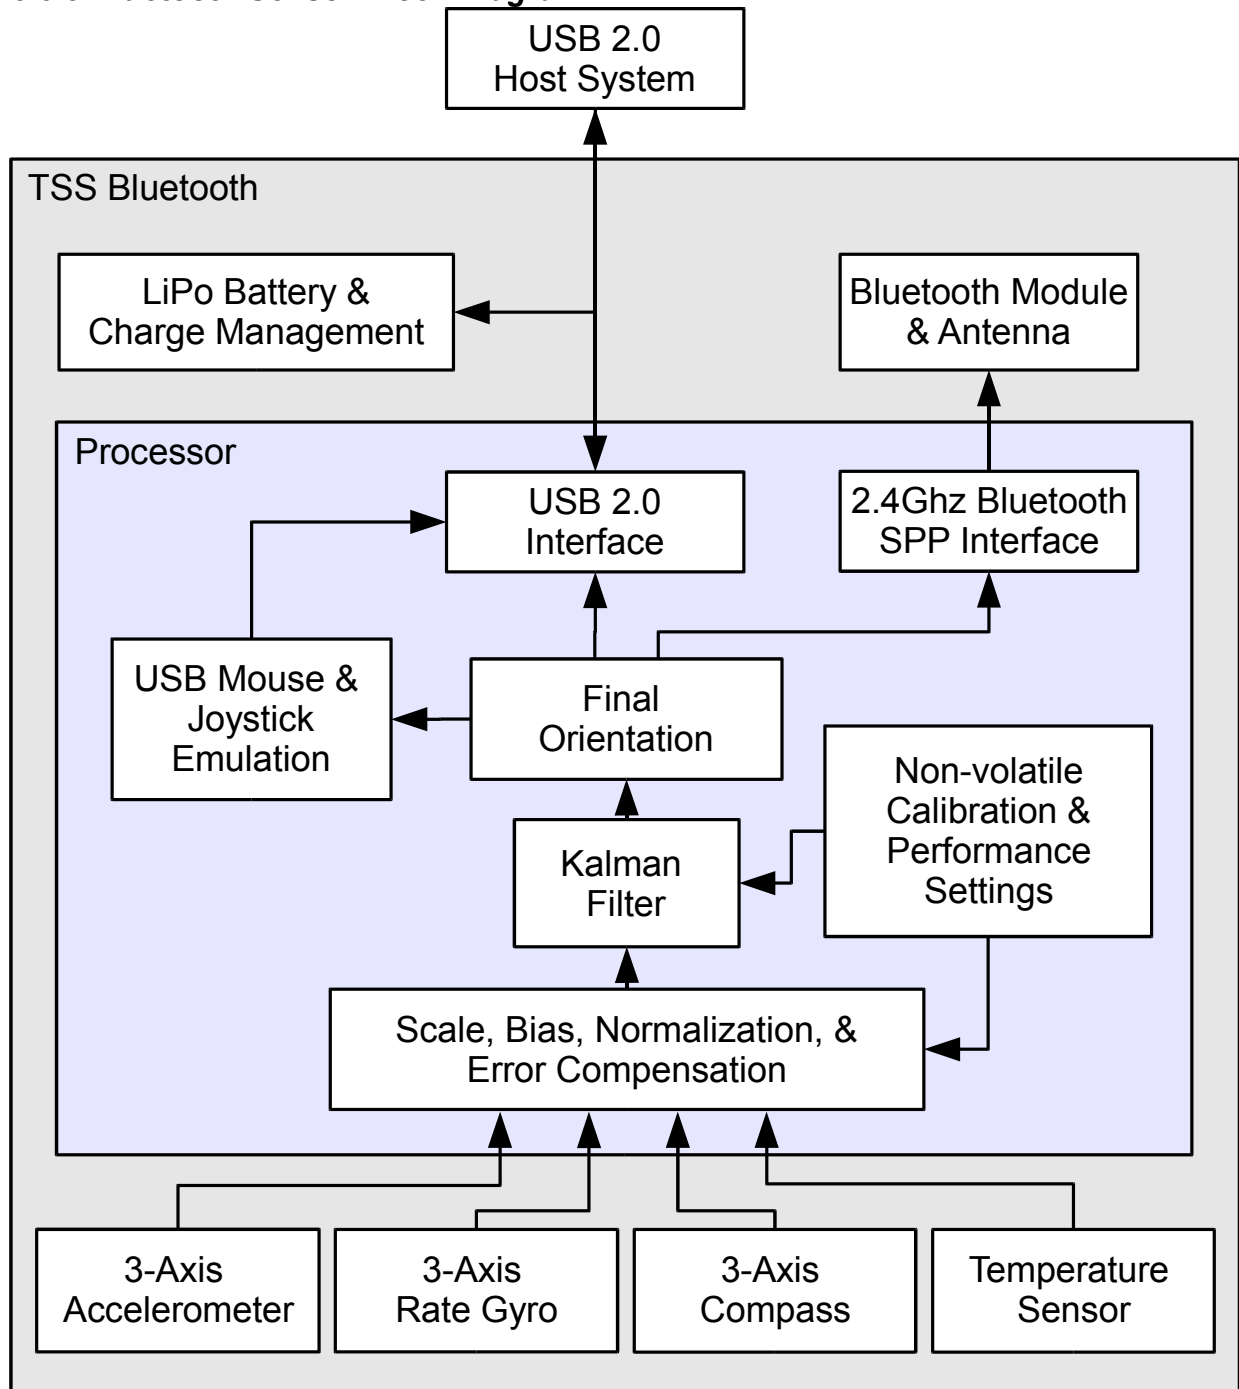 USB 2.0
Host System
TSS Bluetooth
LiPo Battery &
Charge Management
Bluetooth Module
& Antenna
Processor
USB 2.0
Interface
2.4Ghz Bluetooth
SPP Interface
USB Mouse &
Joystick
Emulation
Final
Orientation
Non-volatile
Calibration &
Performance
Settings
Kalman
Filter
Scale, Bias, Normalization, &
Error Compensation
3-Axis
Accelerometer
3-Axis
Rate Gyro
3-Axis
Compass
Temperature
Sensor